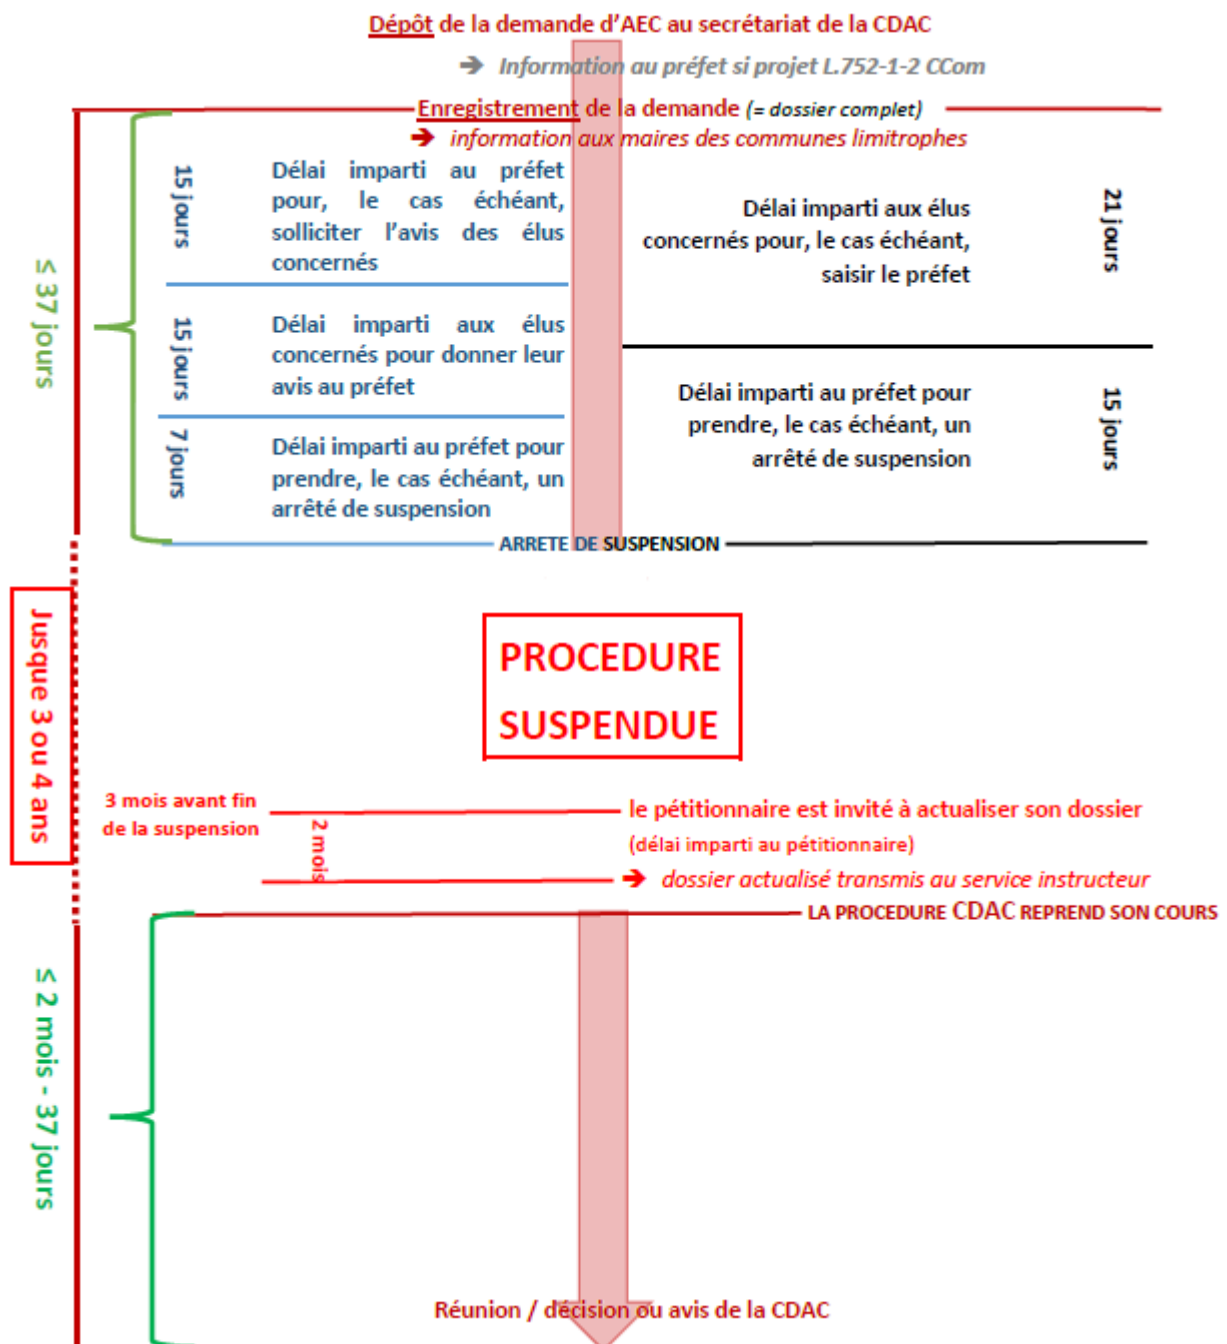 Dépôt de la demande d'AEC au secrétariat de la CDAC
➔ Information au préfet si projet L.752-1-2 CCom
Enregistrement de la demande (= dossier complet)
➔ information aux maires des communes limitrophes
≤ 37 jours
15 jours
Délai imparti au préfet
pour, le cas échéant,
solliciter l'avis des élus
concernés
15 jours
Délai imparti aux élus
concernés pour donner leur
avis au préfet
7 jours
Délai imparti au préfet pour
prendre, le cas échéant, un
arrêté de suspension
Délai imparti aux élus
concernés pour, le cas échéant,
saisir le préfet
21 jours
Délai imparti au préfet pour
prendre, le cas échéant, un
arrêté de suspension
15 jours
ARRETE DE SUSPENSION
Jusque 3 ou 4 ans
PROCEDURE
SUSPENDUE
3 mois avant fin
de la suspension
2 mois
le pétitionnaire est invité à actualiser son dossier
(délai imparti au pétitionnaire)
➔ dossier actualisé transmis au service instructeur
LA PROCEDURE CDAC REPREND SON COURS
≤ 2 mois - 37 jours
Réunion / décision ou avis de la CDAC